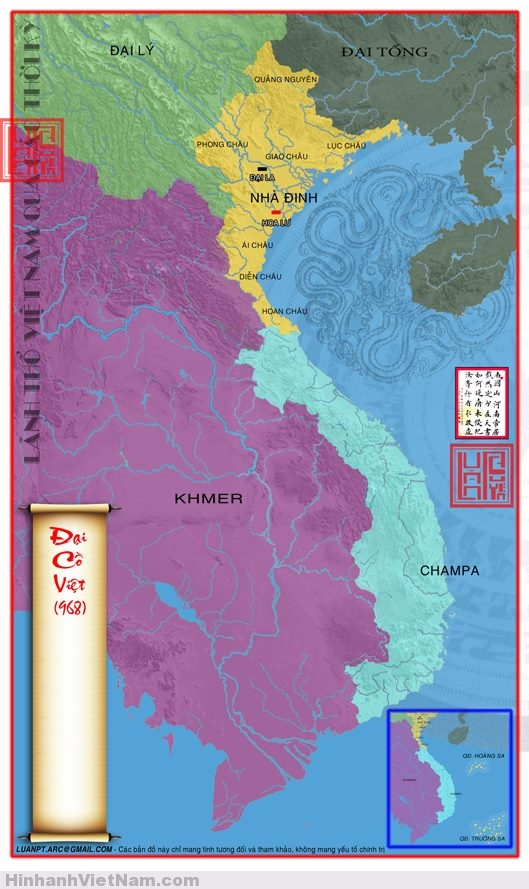 LÃNH THỔ VIỆT NAM QUA CÁC THỜI KỲ
ĐẠI LÝ
ĐẠI TỐNG
QUẢNG NGUYÊN
PHONG CHÂU
LỤC CHÂU
GIAO CHÂU
ĐẠI LA
NHÀ ĐINH
HOA LƯ
ÁI CHÂU
DIỄN CHÂU
HOAN CHÂU
KHMER
CHAMPA
Đại
Cồ
Việt
(968)
QĐ. HOÀNG SA
KHMER
CHAMPA
QĐ. TRƯỜNG SA
LUANPT.ARC@GMAIL.COM - Các bản đồ này chỉ mang tính tương đối và tham khảo, không mang yếu tố chính trị
HinhanhVietNam.com